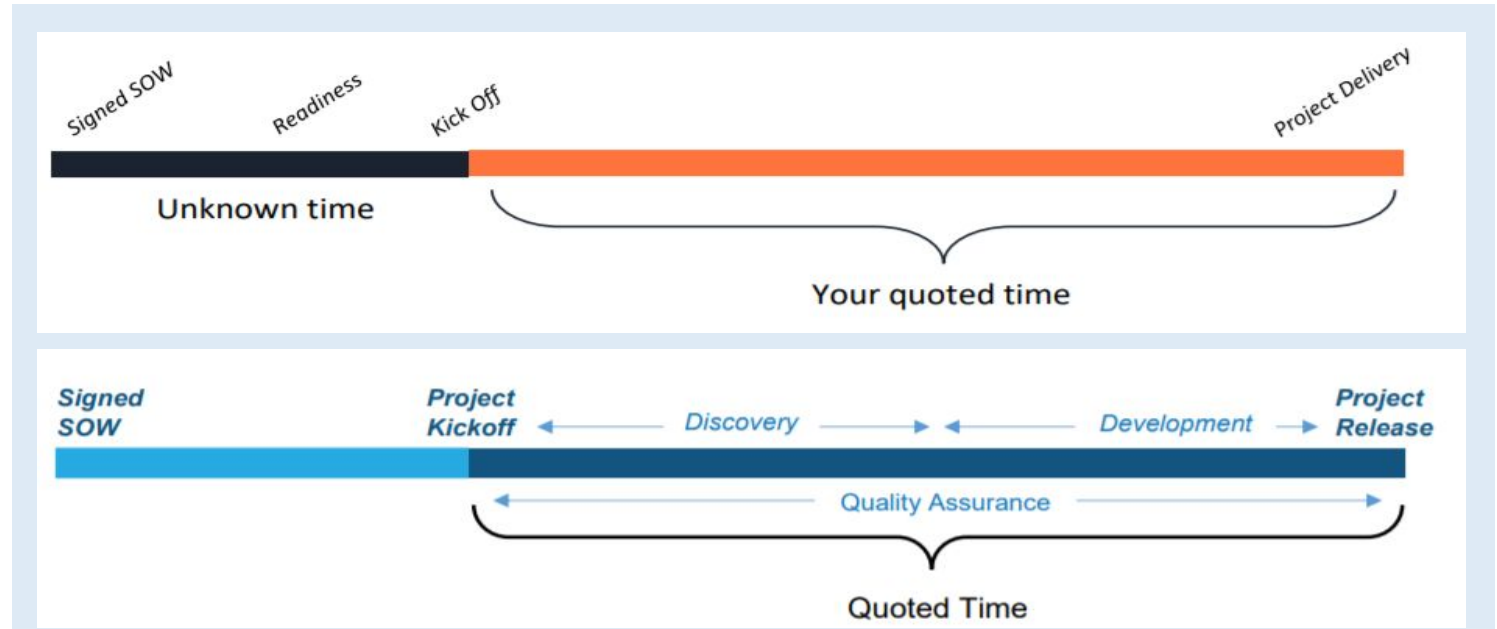 Signed SOW
Readiness
Kick Off
Project Delivery
Unknown time
Your quoted time
Signed
SOW
Project
Kickoff
Discovery
Development
Project
Release
Quality Assurance
Quoted Time